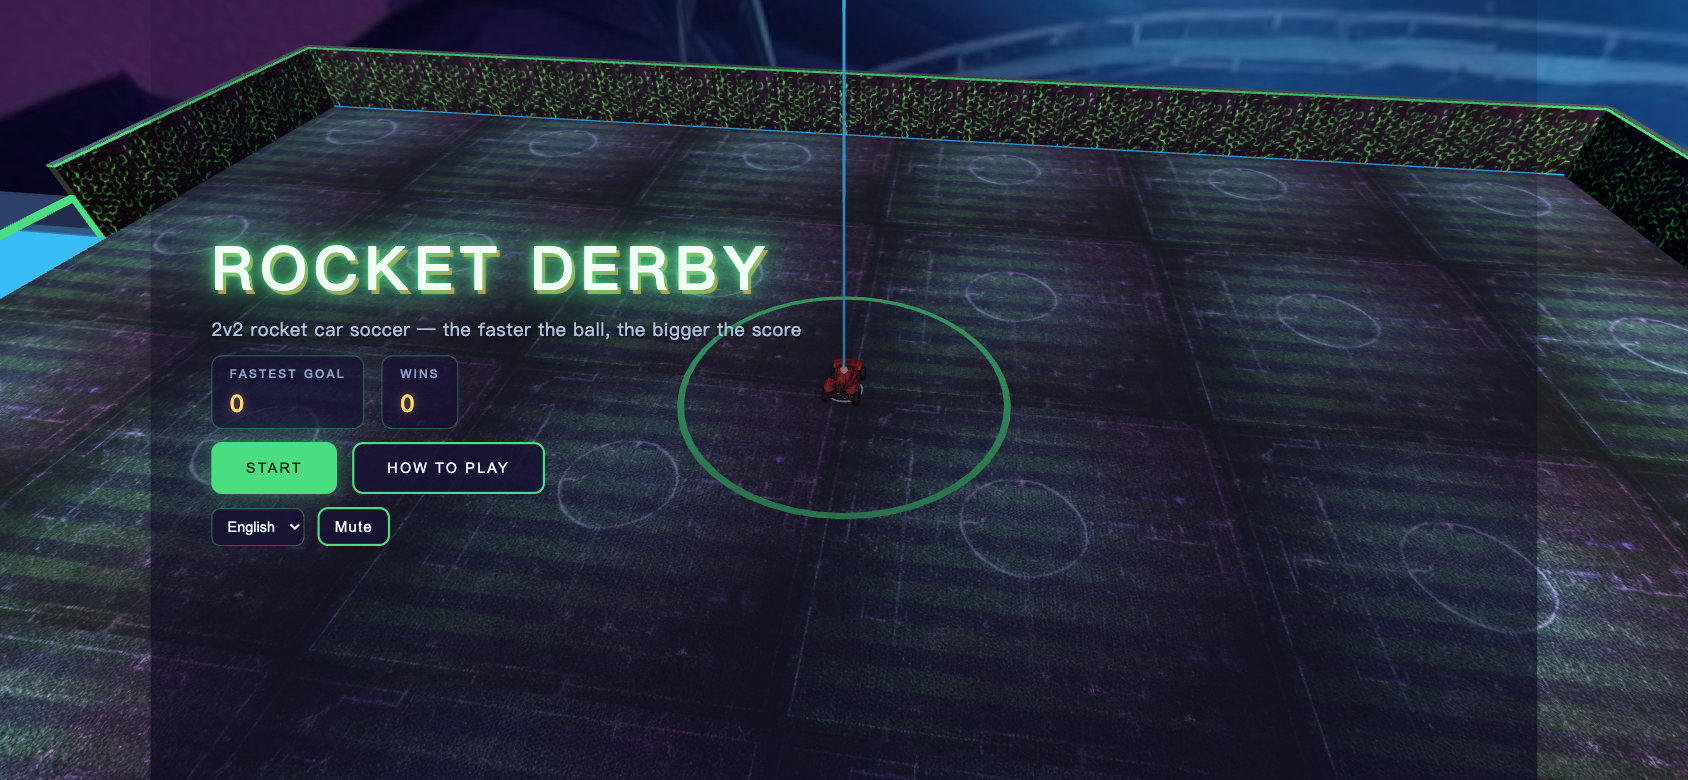 ROCKET DERBY
2v2 rocket car soccer — the faster the ball, the bigger the score
FASTEST GOAL
0
WINS
0
START
HOW TO PLAY
English
Mute